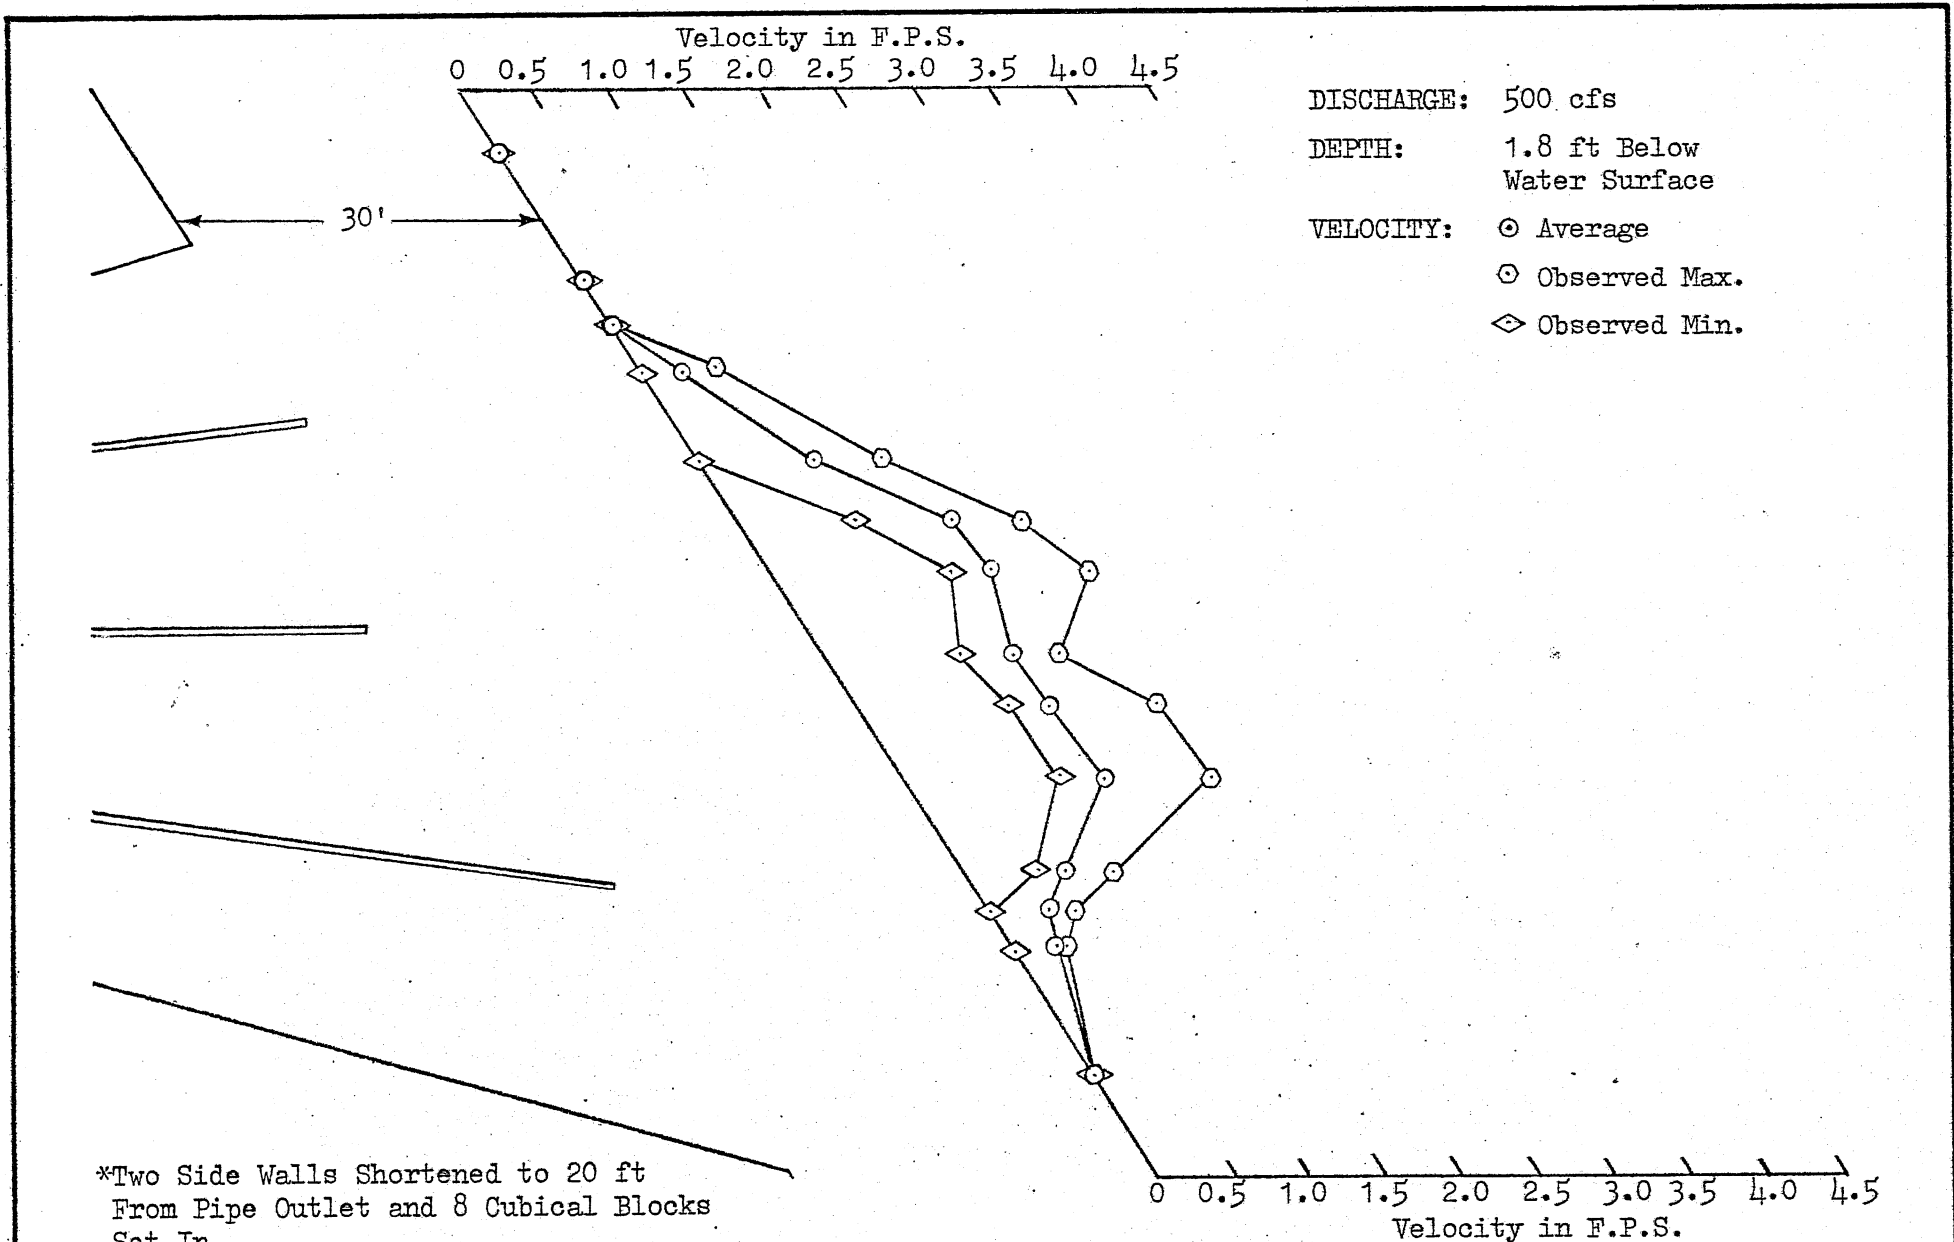 Velocity in F.P.S.
0 0.5 1.0 1.5 2.0 2.5 3.0 3.5 4.0 4.5
DISCHARGE: 500 cfs
DEPTH: 1.8 ft Below
Water Surface
VELOCITY: Average
Observed Max.
Observed Min.
30'
*Two Side Walls Shortened to 20 ft
From Pipe Outlet and 8 Cubical Blocks
Set In
0 0.5 1.0 1.5 2.0 2.5 3.0 3.5 4.0 4.5
Velocity in F.P.S.